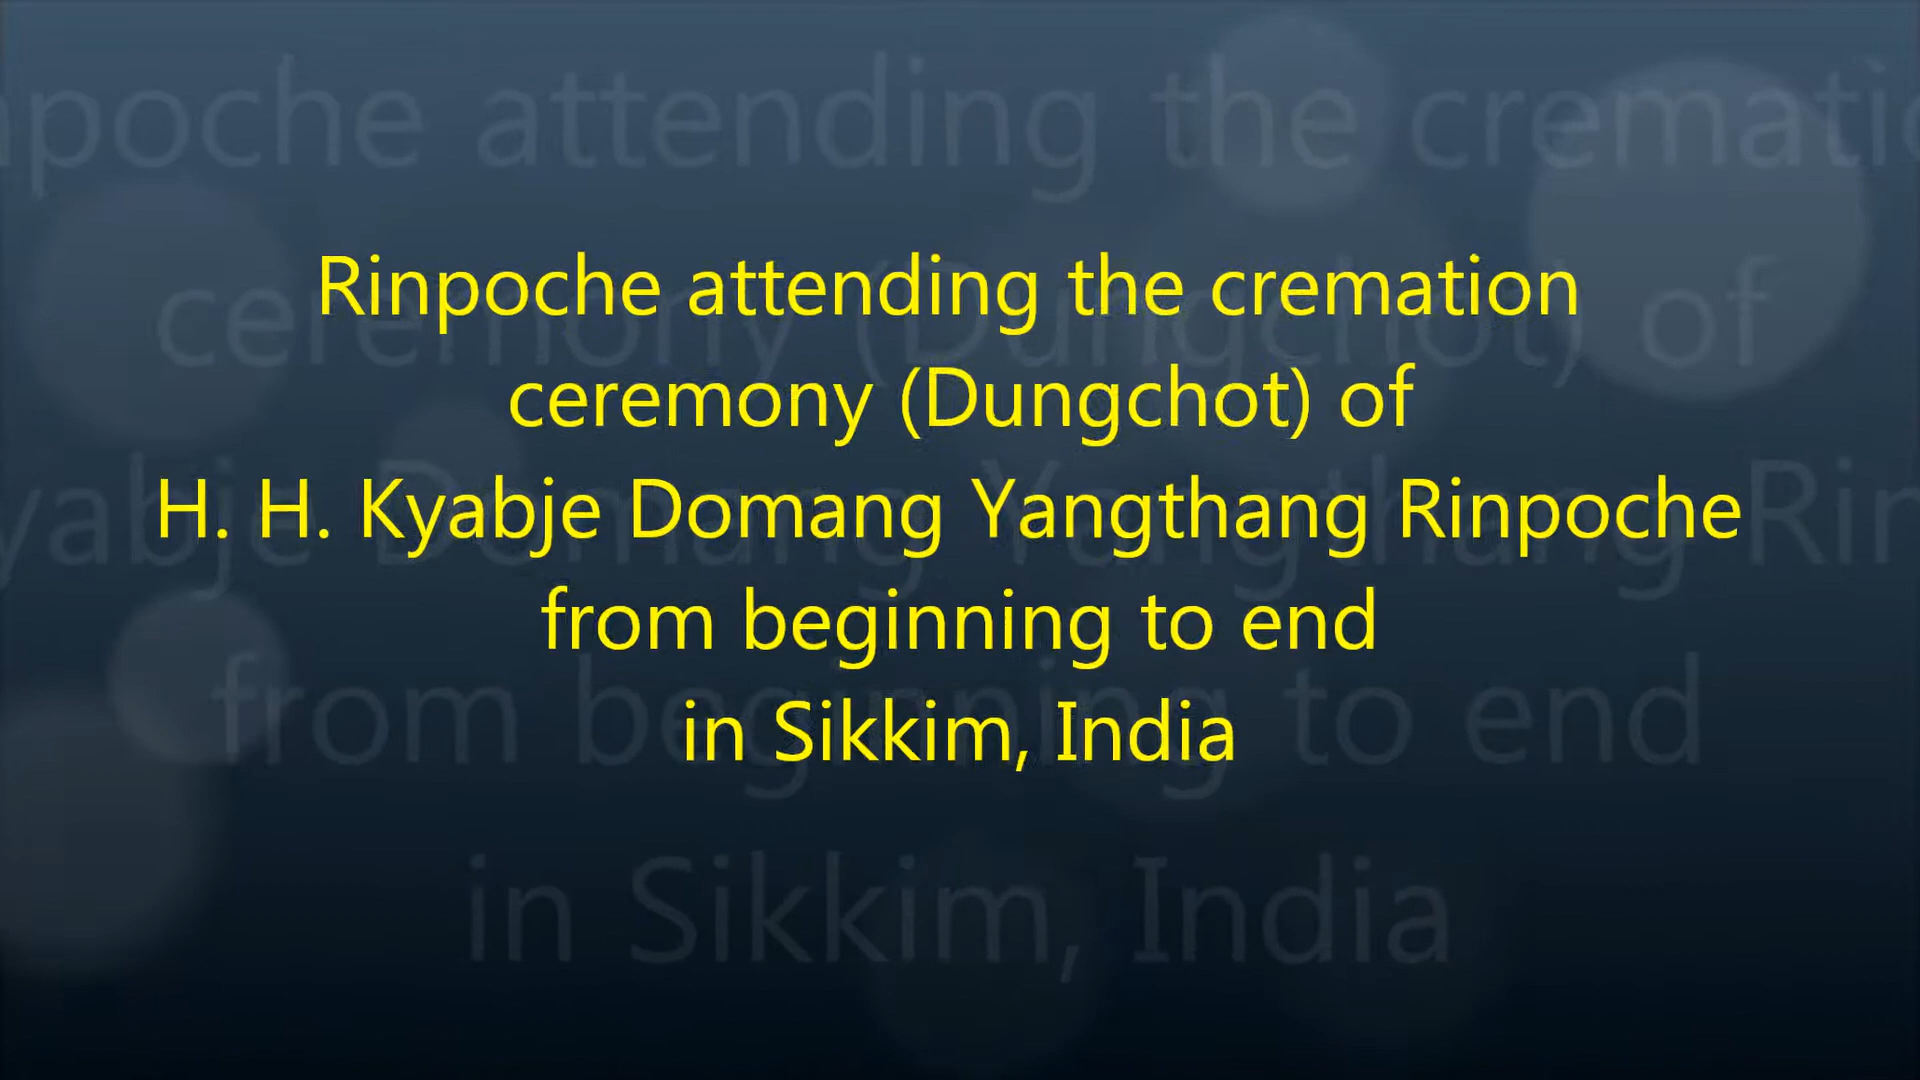 Rinpoche attending the cremation
ceremony (Dungchot) of
H. H. Kyabje Domang Yangthang Rinpoche
from beginning to end
in Sikkim, India